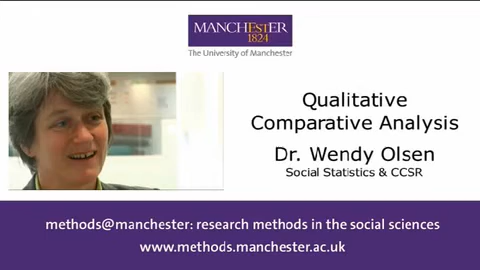 MANCHESTER
1824
The University of Manchester
Qualitative
Comparative Analysis
Dr. Wendy Olsen
Social Statistics & CCSR
methods@manchester: research methods in the social sciences
www.methods.manchester.ac.uk